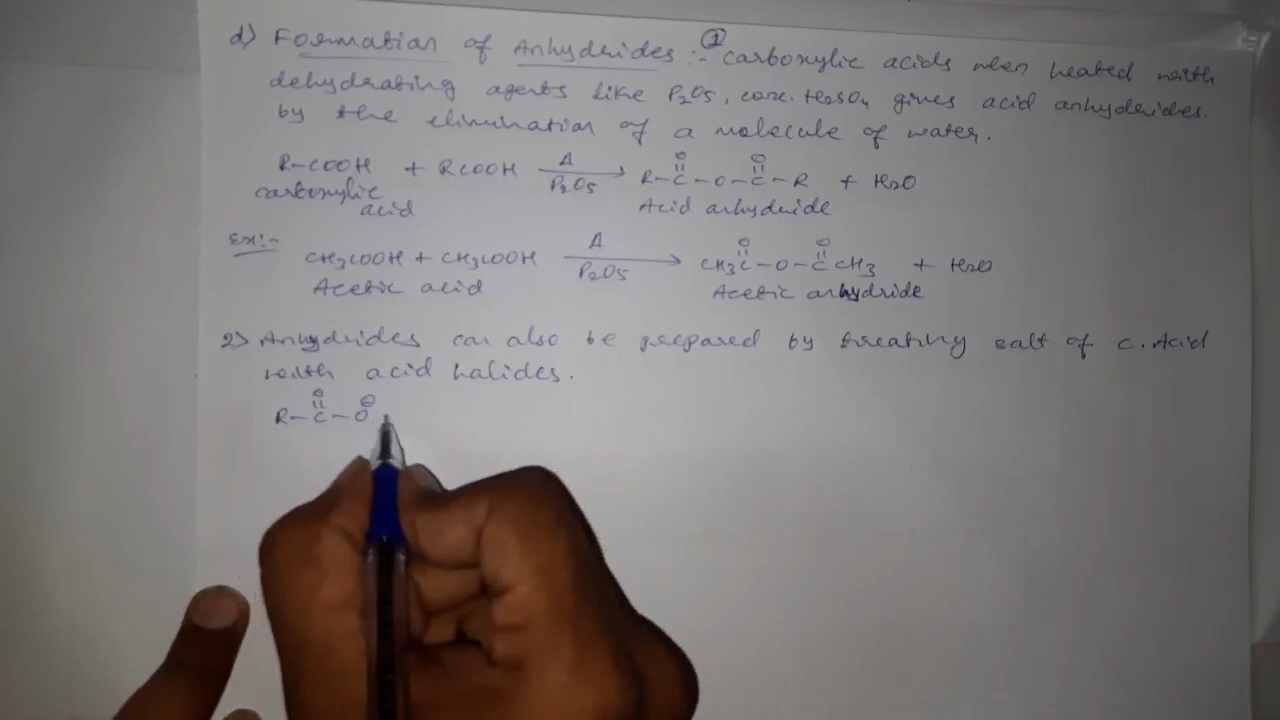 d) Formation of Anhydrides :- ① carboxylic acids when heated with
dehydrating agents like P2O5, conc. H2SO4 gives acid anhydrides.
by the elimination of a molecule of water.
R-COOH + RCOOH Δ P2O5 → R-C(=O)-O-C(=O)-R + H2O
carboxylic acid Acid anhydride
Ex:- CH3COOH + CH3COOH Δ P2O5 → CH3C(=O)-O-C(=O)CH3 + H2O
Acetic acid Acetic anhydride
2) Anhydrides can also be prepared by treating salt of C. Acid
with acid halides.
R-C(=O)-O⊖